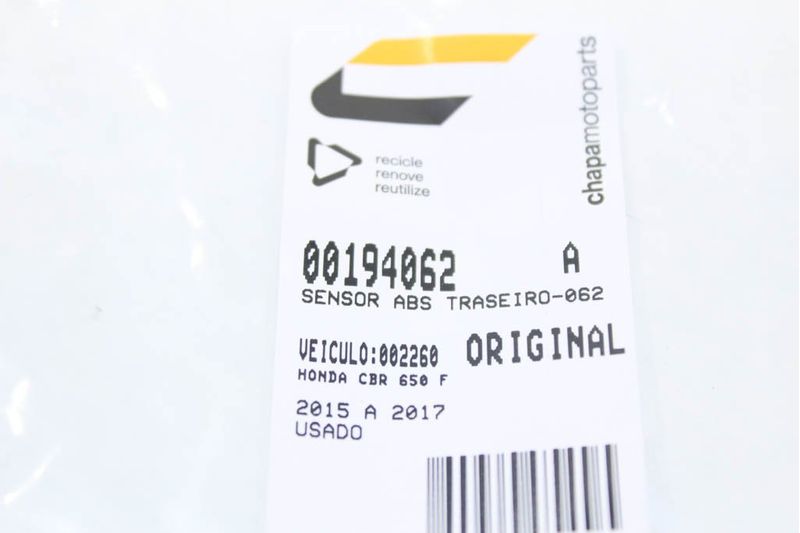 chapamotoparts
recicle
renove
reutilize
00194062 A
SENSOR ABS TRASEIRO-062
VEICULO:002260 ORIGINAL
HONDA CBR 650 F
2015 A 2017
USADO